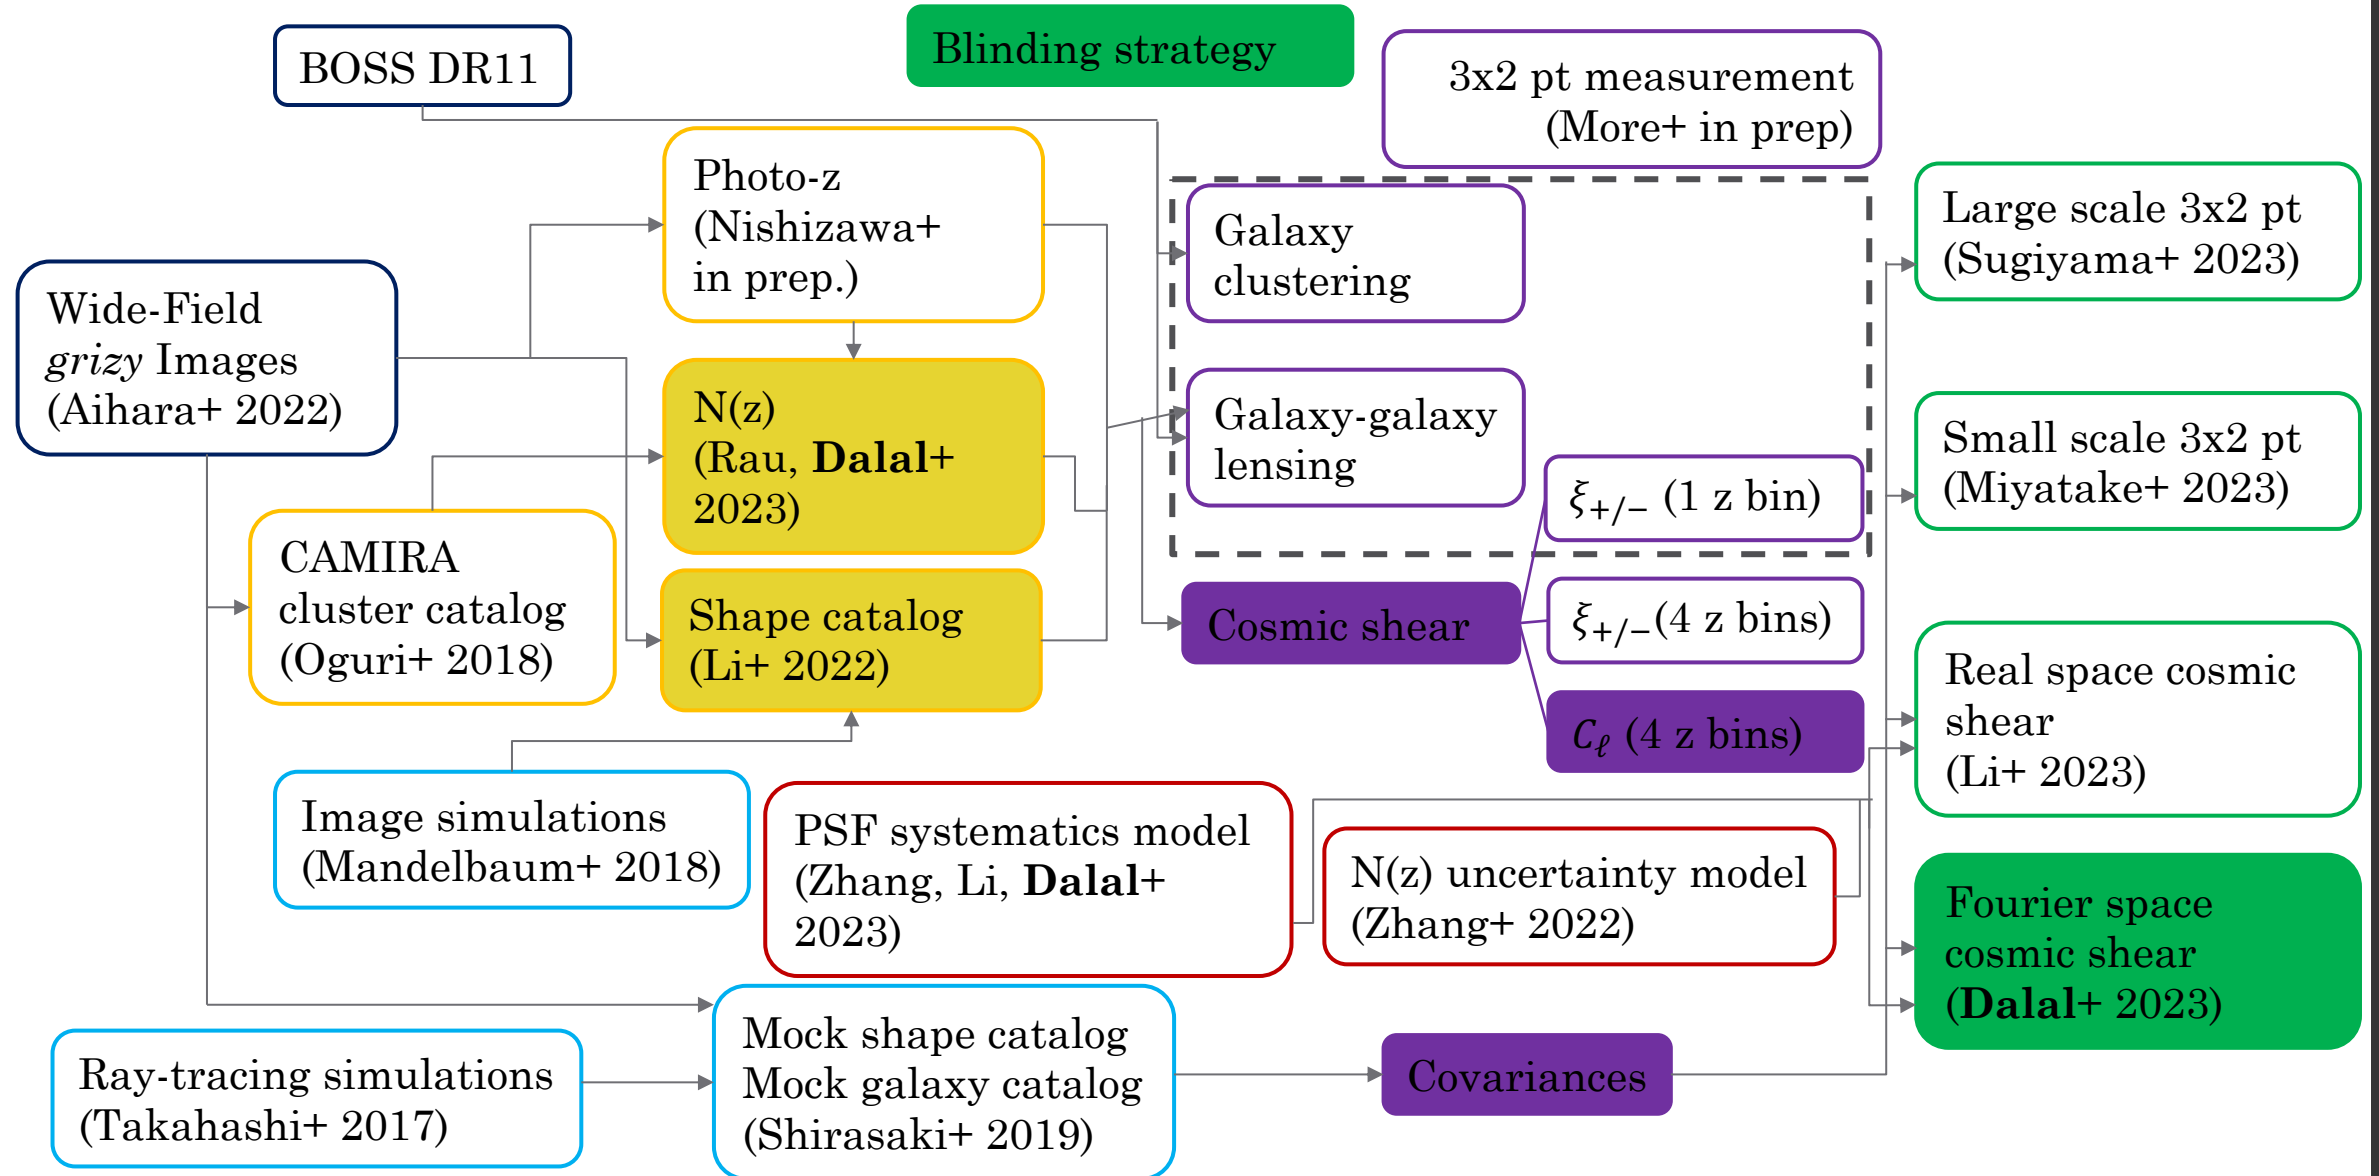 BOSS DR11
Blinding strategy
3x2 pt measurement
(More+ in prep)
Photo-z
(Nishizawa+
in prep.)
Galaxy
clustering
Large scale 3x2 pt
(Sugiyama+ 2023)
Wide-Field
grizy Images
(Aihara+ 2022)
N(z)
(Rau, Dalal+
2023)
Galaxy-galaxy
lensing
Small scale 3x2 pt
(Miyatake+ 2023)
ξ+/− (1 z bin)
CAMIRA
cluster catalog
(Oguri+ 2018)
Shape catalog
(Li+ 2022)
Cosmic shear
ξ+/−(4 z bins)
Cℓ (4 z bins)
Real space cosmic
shear
(Li+ 2023)
Image simulations
(Mandelbaum+ 2018)
PSF systematics model
(Zhang, Li, Dalal+
2023)
N(z) uncertainty model
(Zhang+ 2022)
Fourier space
cosmic shear
(Dalal+ 2023)
Ray-tracing simulations
(Takahashi+ 2017)
Mock shape catalog
Mock galaxy catalog
(Shirasaki+ 2019)
Covariances